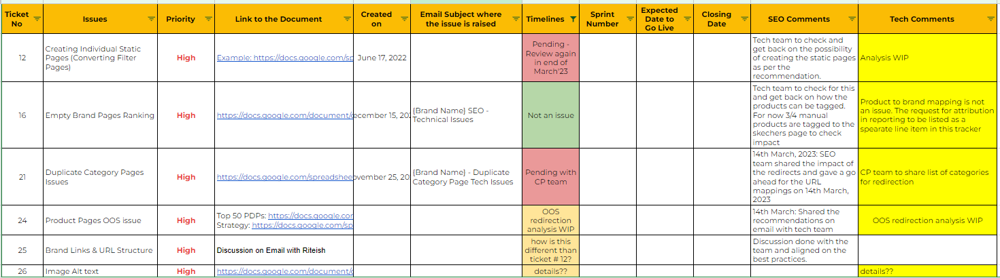 Ticket No
Issues
Priority
Link to the Document
Created on
Email Subject where the issue is raised
Timelines
Sprint Number
Expected Date to Go Live
Closing Date
SEO Comments
Tech Comments
12
Creating Individual Static
Pages (Converting Filter
Pages)
High
Example: https://docs.google.com/sp
June 17, 2022
Pending -
Review again
in end of
March'23
Tech team to check and
get back on the possibility
of creating the static pages
as per the
recommendation.
Analysis WIP
16
Empty Brand Pages Ranking
High
https://docs.google.com/document/
ecember 15, 202
{Brand Name} SEO -
Technical Issues
Not an issue
Tech team to check for this
and get back on how the
products can be tagged.
For now 3/4 manual
products are tagged to the
skechers page to check
impact
Product to brand mapping is not
an issue. The request for attribution
in reporting to be listed as a
spearate line item in this tracker
21
Duplicate Category Pages
Issues
High
https://docs.google.com/spreadshee
ovember 25, 20
{Brand Name} - Duplicate
Category Page Tech Issues
Pending with
CP team
14th March, 2023: SEO
team shared the impact of
the redirects and gave a go
ahead for the URL
mappings on 14th March,
2023
CP team to share list of categories
for redirection
24
Product Pages OOS issue
High
Top 50 PDPs: https://docs.google.cor
Strategy: https://docs.google.com/sp
OOS
redirection
analysis WIP
14th March: Shared the
recommendations on
email with tech team
OOS redirection analysis WIP
25
Brand Links & URL Structure
High
Discussion on Email with Riteish
how is this
different than
ticket # 12?
Discussion done with the
team and aligned on the
best practices.
26
Image Alt text
High
https://docs.google.com/document/
details??
details??